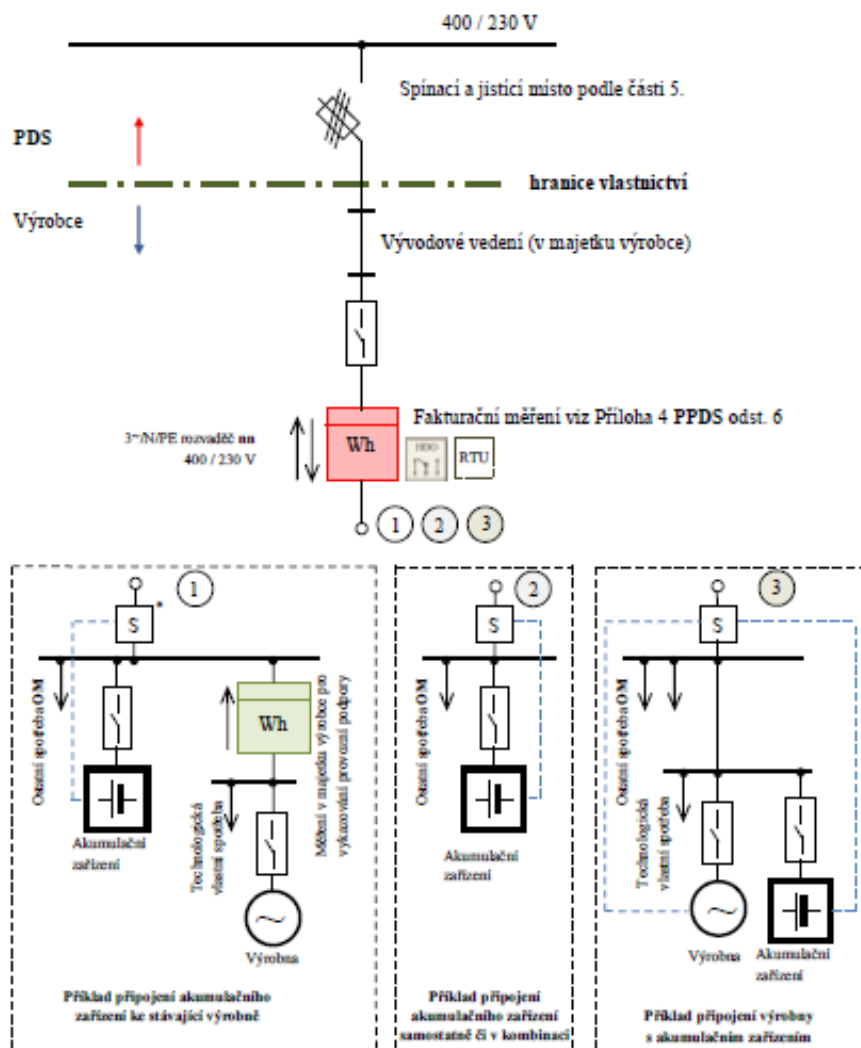 400 / 230 V
Spínací a jistící místo podle části 5.
PDS
hranice vlastnictví
Výrobce
Vývodové vedení (v majetku výrobce)
Fakturační měření viz Příloha 4 PPDS odst. 6
3~/N/PE rozvaděč nn
400 / 230 V
Wh
HDO
RTU
1 2 3
1
S *
Ostatní spotřeba OM
Wh
Měření v majetku výrobce pro
vykazování provozní podpory
Akumulační
zařízení
Technologická
vlastní spotřeba
Výrobna
Příklad připojení akumulačního
zařízení ke stávající výrobně
2
S
Ostatní spotřeba OM
Akumulační
zařízení
Příklad připojení
akumulačního zařízení
samostatně či v kombinaci
3
S
Ostatní spotřeba OM
Technologická
vlastní spotřeba
Výrobna
Akumulační
zařízení
Příklad připojení výrobny
s akumulačním zařízením